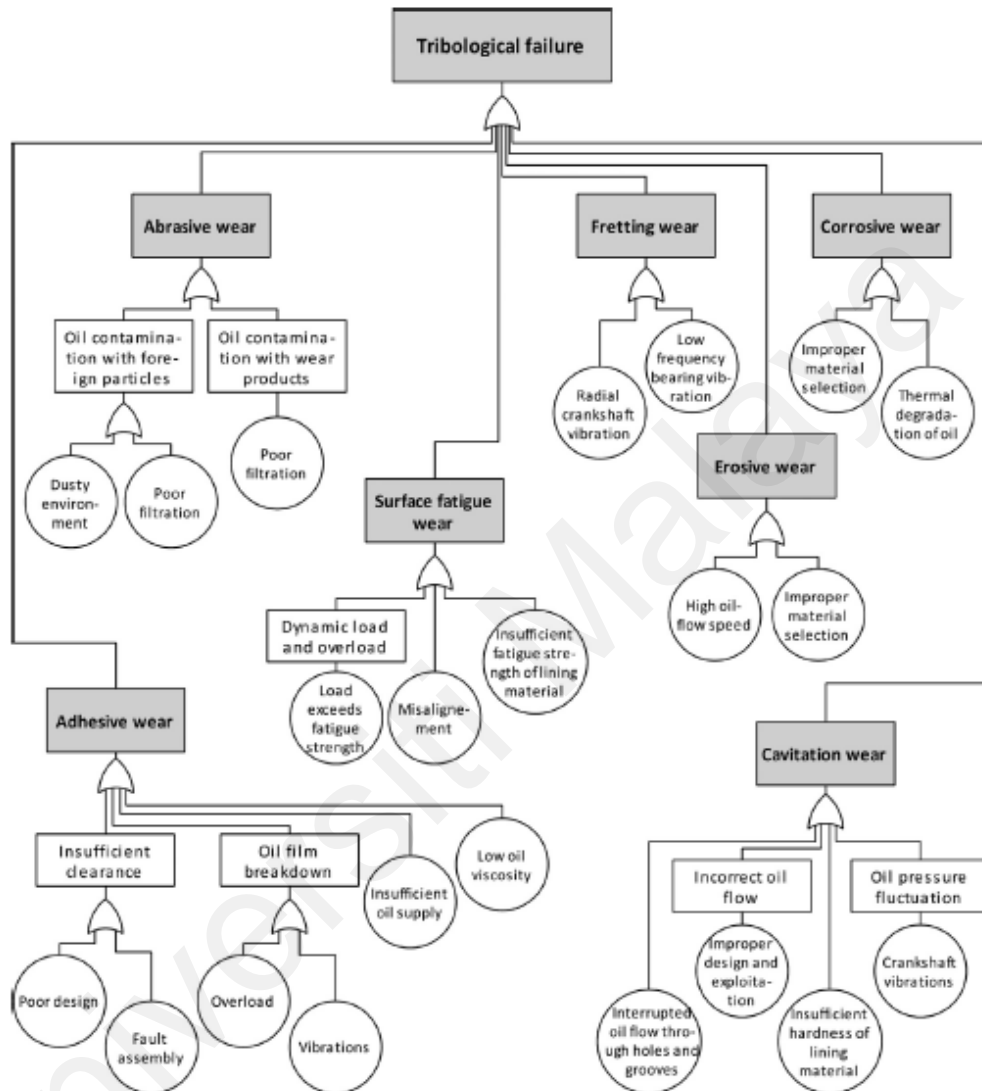 Tribological failure
Abrasive wear
Fretting wear
Corrosive wear
Oil contamina-
tion with fore-
ign particles
Oil contamina-
tion with wear
products
Dusty
environ-
ment
Poor
filtration
Poor
filtration
Radial
crankshaft
vibration
Low
frequency
bearing vib-
ration
Improper
material
selection
Thermal
degrada-
tion of oil
Surface fatigue
wear
Erosive wear
Dynamic load
and overload
Load
exceeds
fatigue
strength
Misaligne-
ment
Insufficient
fatigue stre-
ngth of lining
material
High oil-
flow speed
Improper
material
selection
Adhesive wear
Cavitation wear
Insufficient
clearance
Oil film
breakdown
Insufficient
oil supply
Low oil
viscosity
Poor design
Fault
assembly
Overload
Vibrations
Incorrect oil
flow
Oil pressure
fluctuation
Interrupted
oil flow thro-
ugh holes and
grooves
Improper
design and
exploita-
tion
Insufficient
hardness of
lining
material
Crankshaft
vibrations
Universiti Malaya